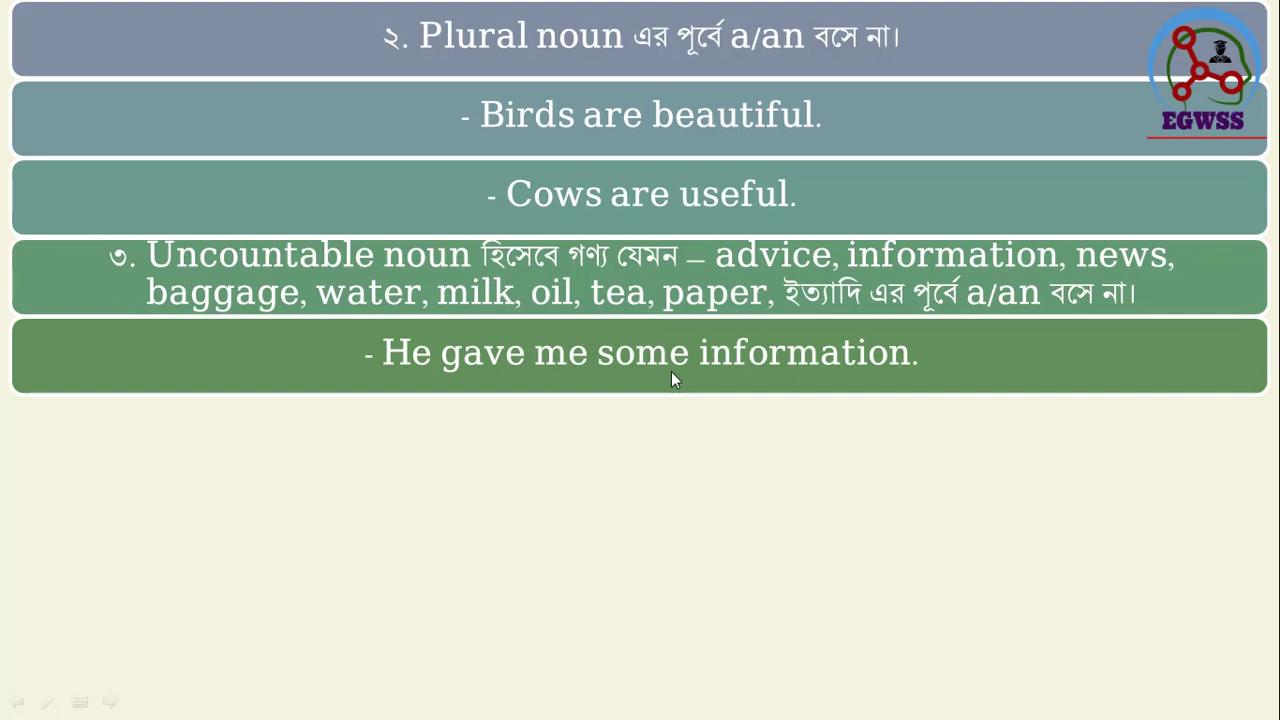 ২. Plural noun এর পূর্বে a/an বসে না।
EGWSS
- Birds are beautiful.
- Cows are useful.
৩. Uncountable noun হিসেবে গণ্য যেমন – advice, information, news,
baggage, water, milk, oil, tea, paper, ইত্যাদি এর পূর্বে a/an বসে না।
- He gave me some information.